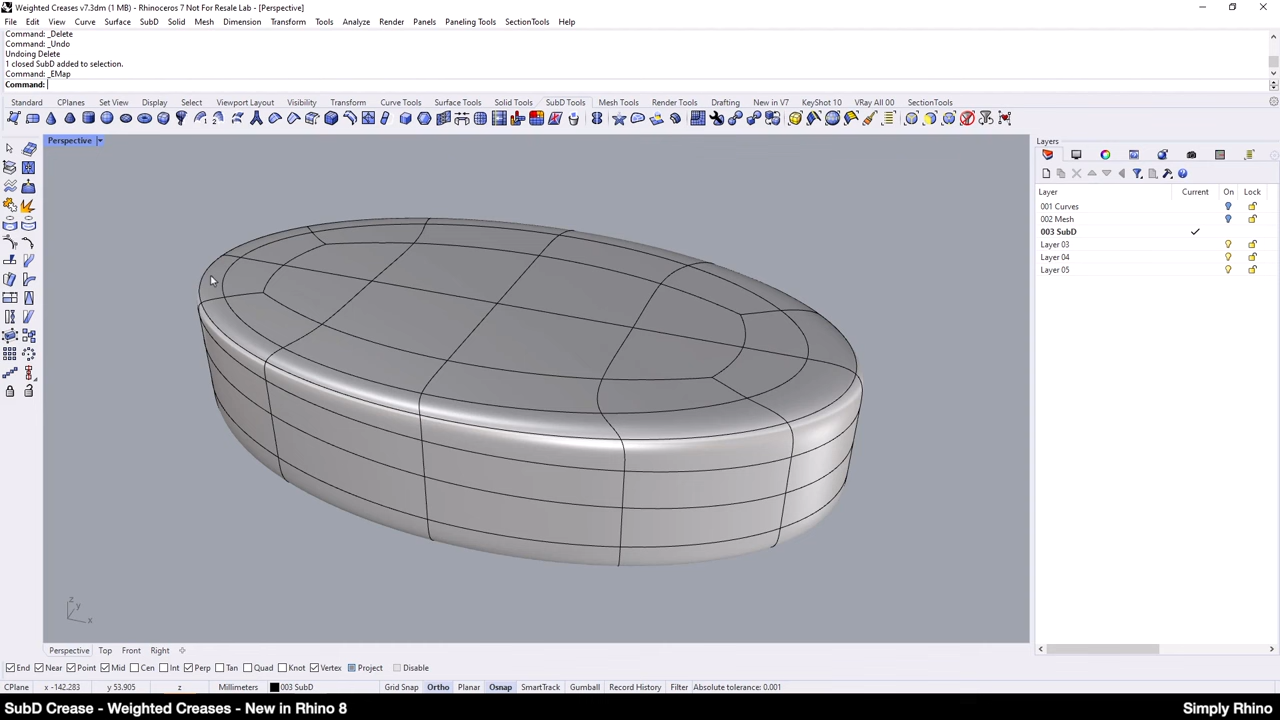 Weighted Creases v7.3dm (1 MB) - Rhinoceros 7 Not For Resale Lab - [Perspective]
File Edit View Curve Surface SubD Solid Mesh Dimension Transform Tools Analyze Render Panels Paneling Tools SectionTools Help
Command: _Delete
Command: _Undo
Undoing Delete
1 closed SubD added to selection.
Command: _EMap
Command:
Standard CPlanes Set View Display Select Viewport Layout Visibility Transform Curve Tools Surface Tools Solid Tools SubD Tools Mesh Tools Render Tools Drafting New in V7 KeyShot 10 VRay All 00 SectionTools
Perspective
Layers
Layer Current On Lock
001 Curves
002 Mesh
003 SubD
Layer 03
Layer 04
Layer 05
z
y
x
Perspective Top Front Right
End Near Point Mid Cen Int Perp Tan Quad Knot Vertex Project Disable
CPlane x -142.283 y 53.905 z Millimeters 003 SubD Grid Snap Ortho Planar Osnap SmartTrack Gumball Record History Filter Absolute tolerance: 0.001
SubD Crease - Weighted Creases - New in Rhino 8 Simply Rhino